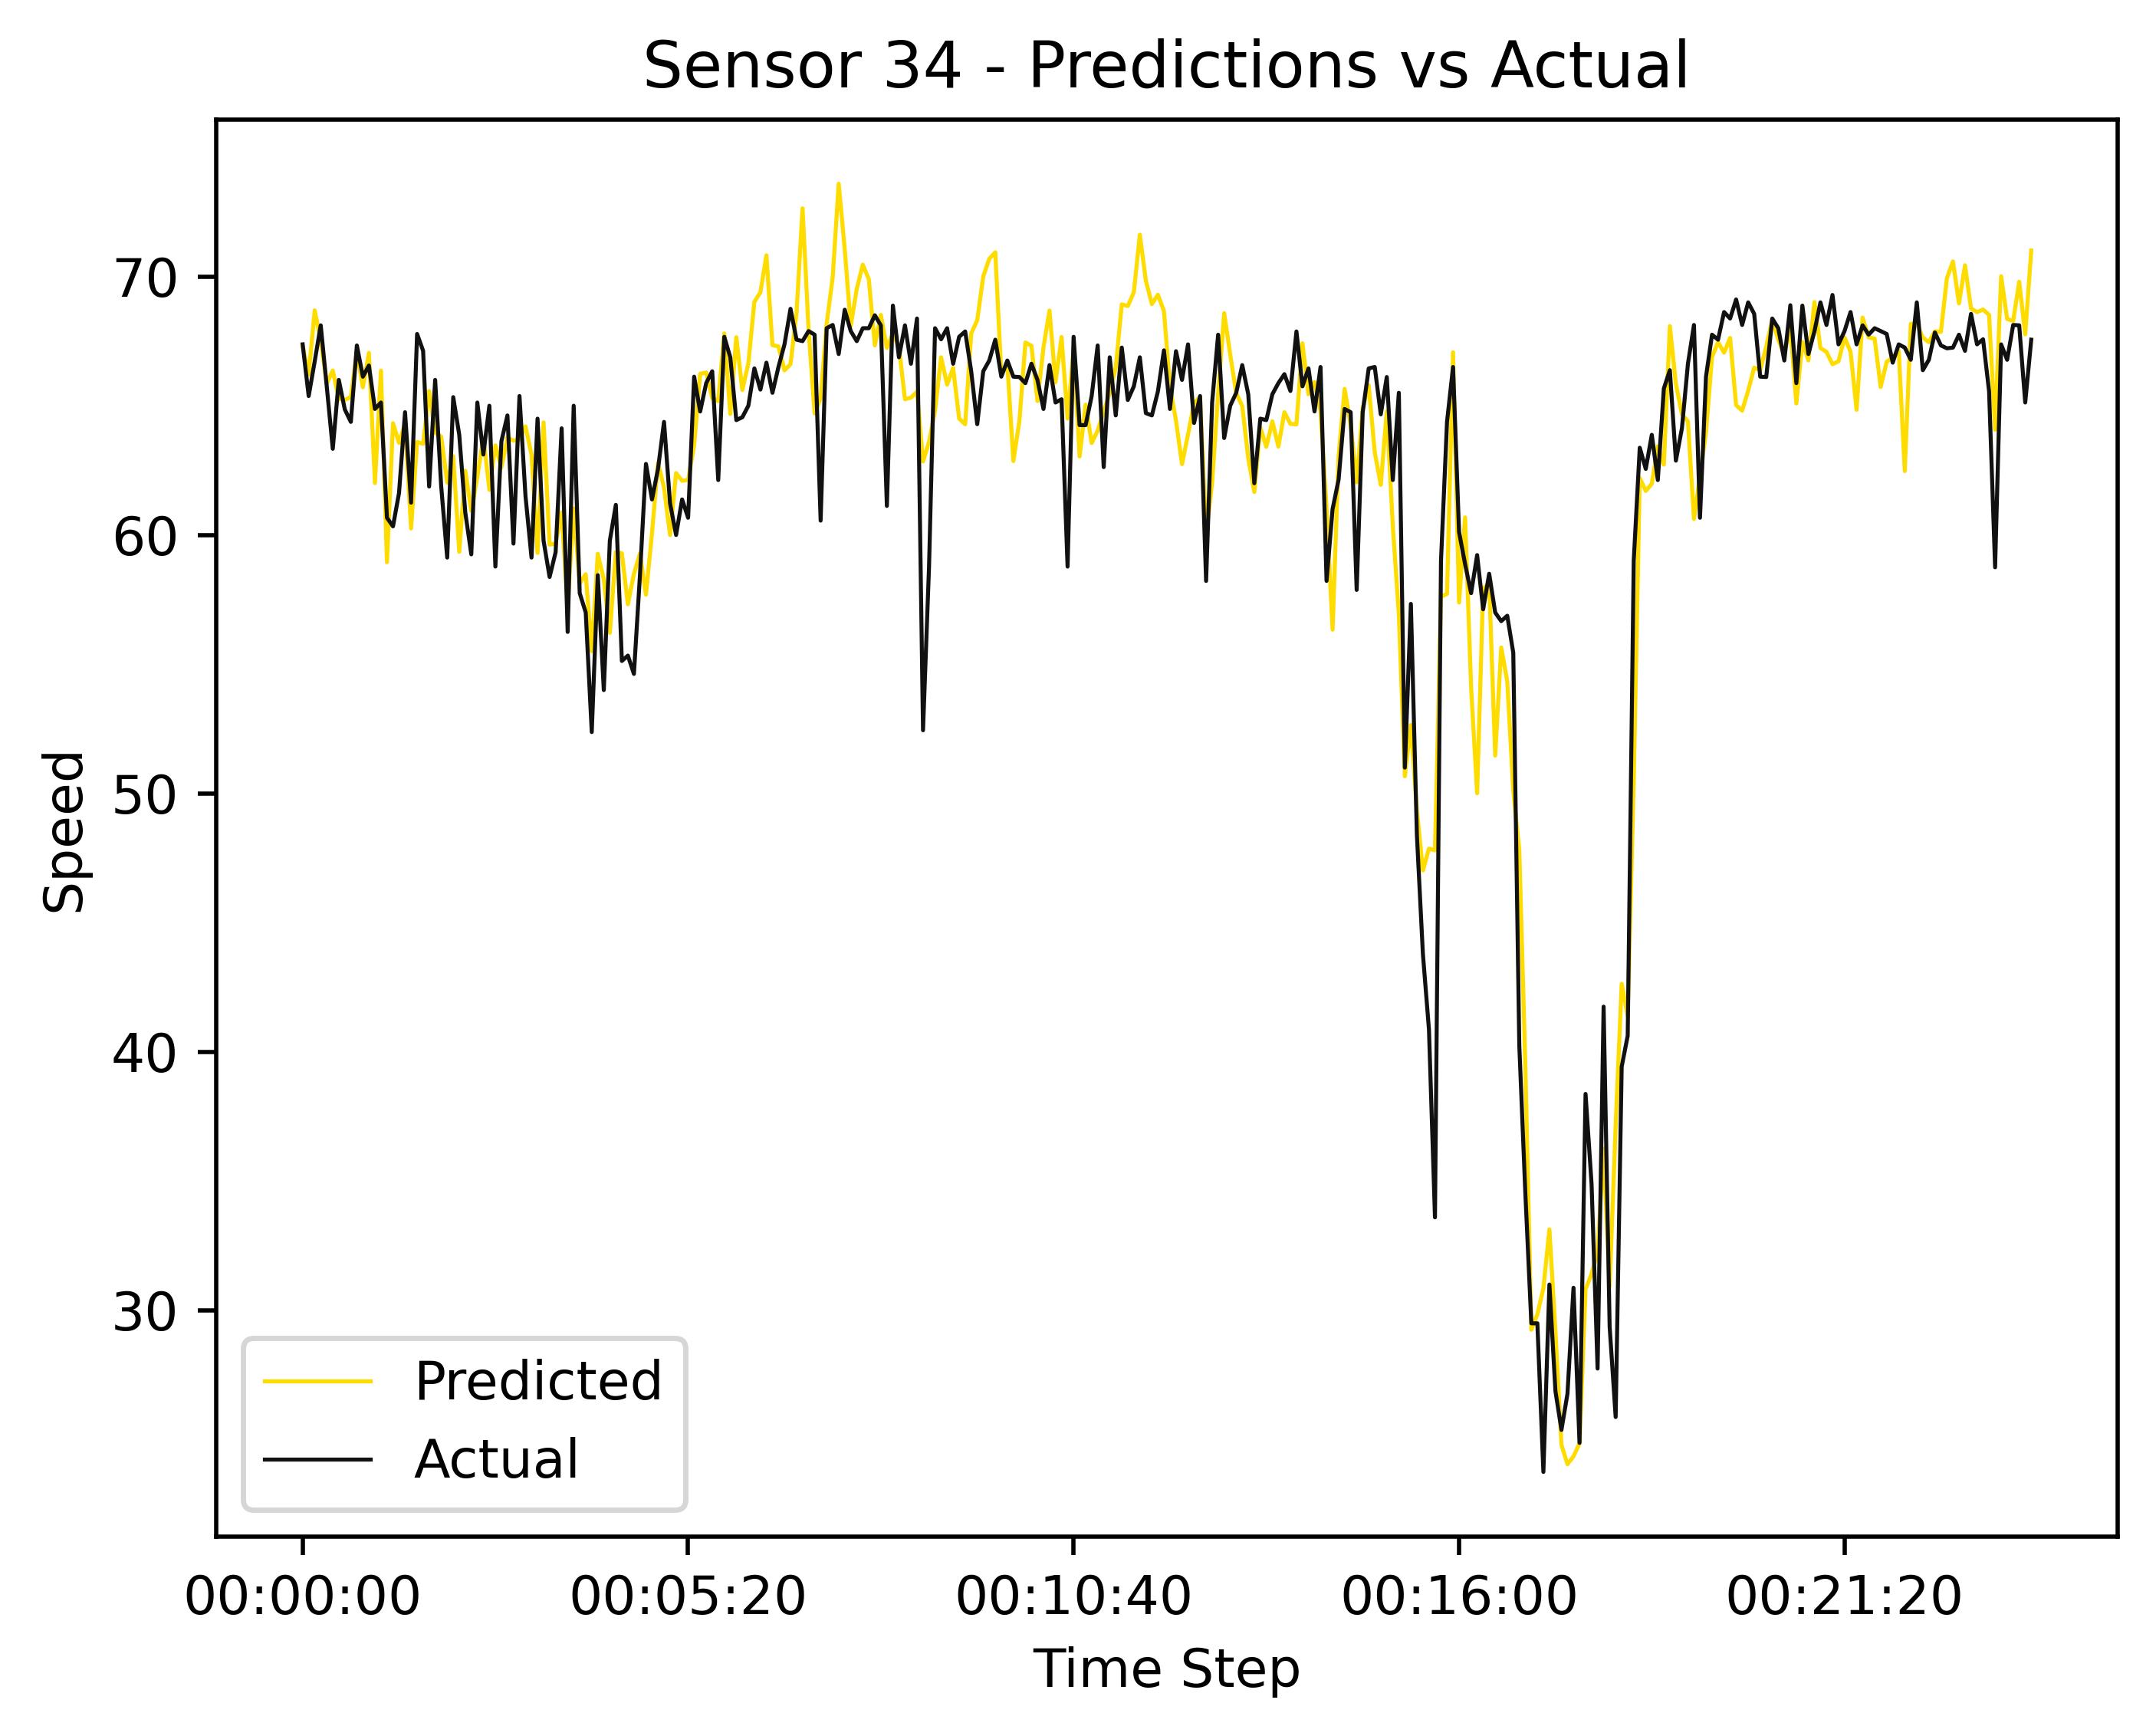 Sensor 34 - Predictions vs Actual
70
60
50
40
30
Speed
Predicted
Actual
00:00:00 00:05:20 00:10:40 00:16:00 00:21:20
Time Step